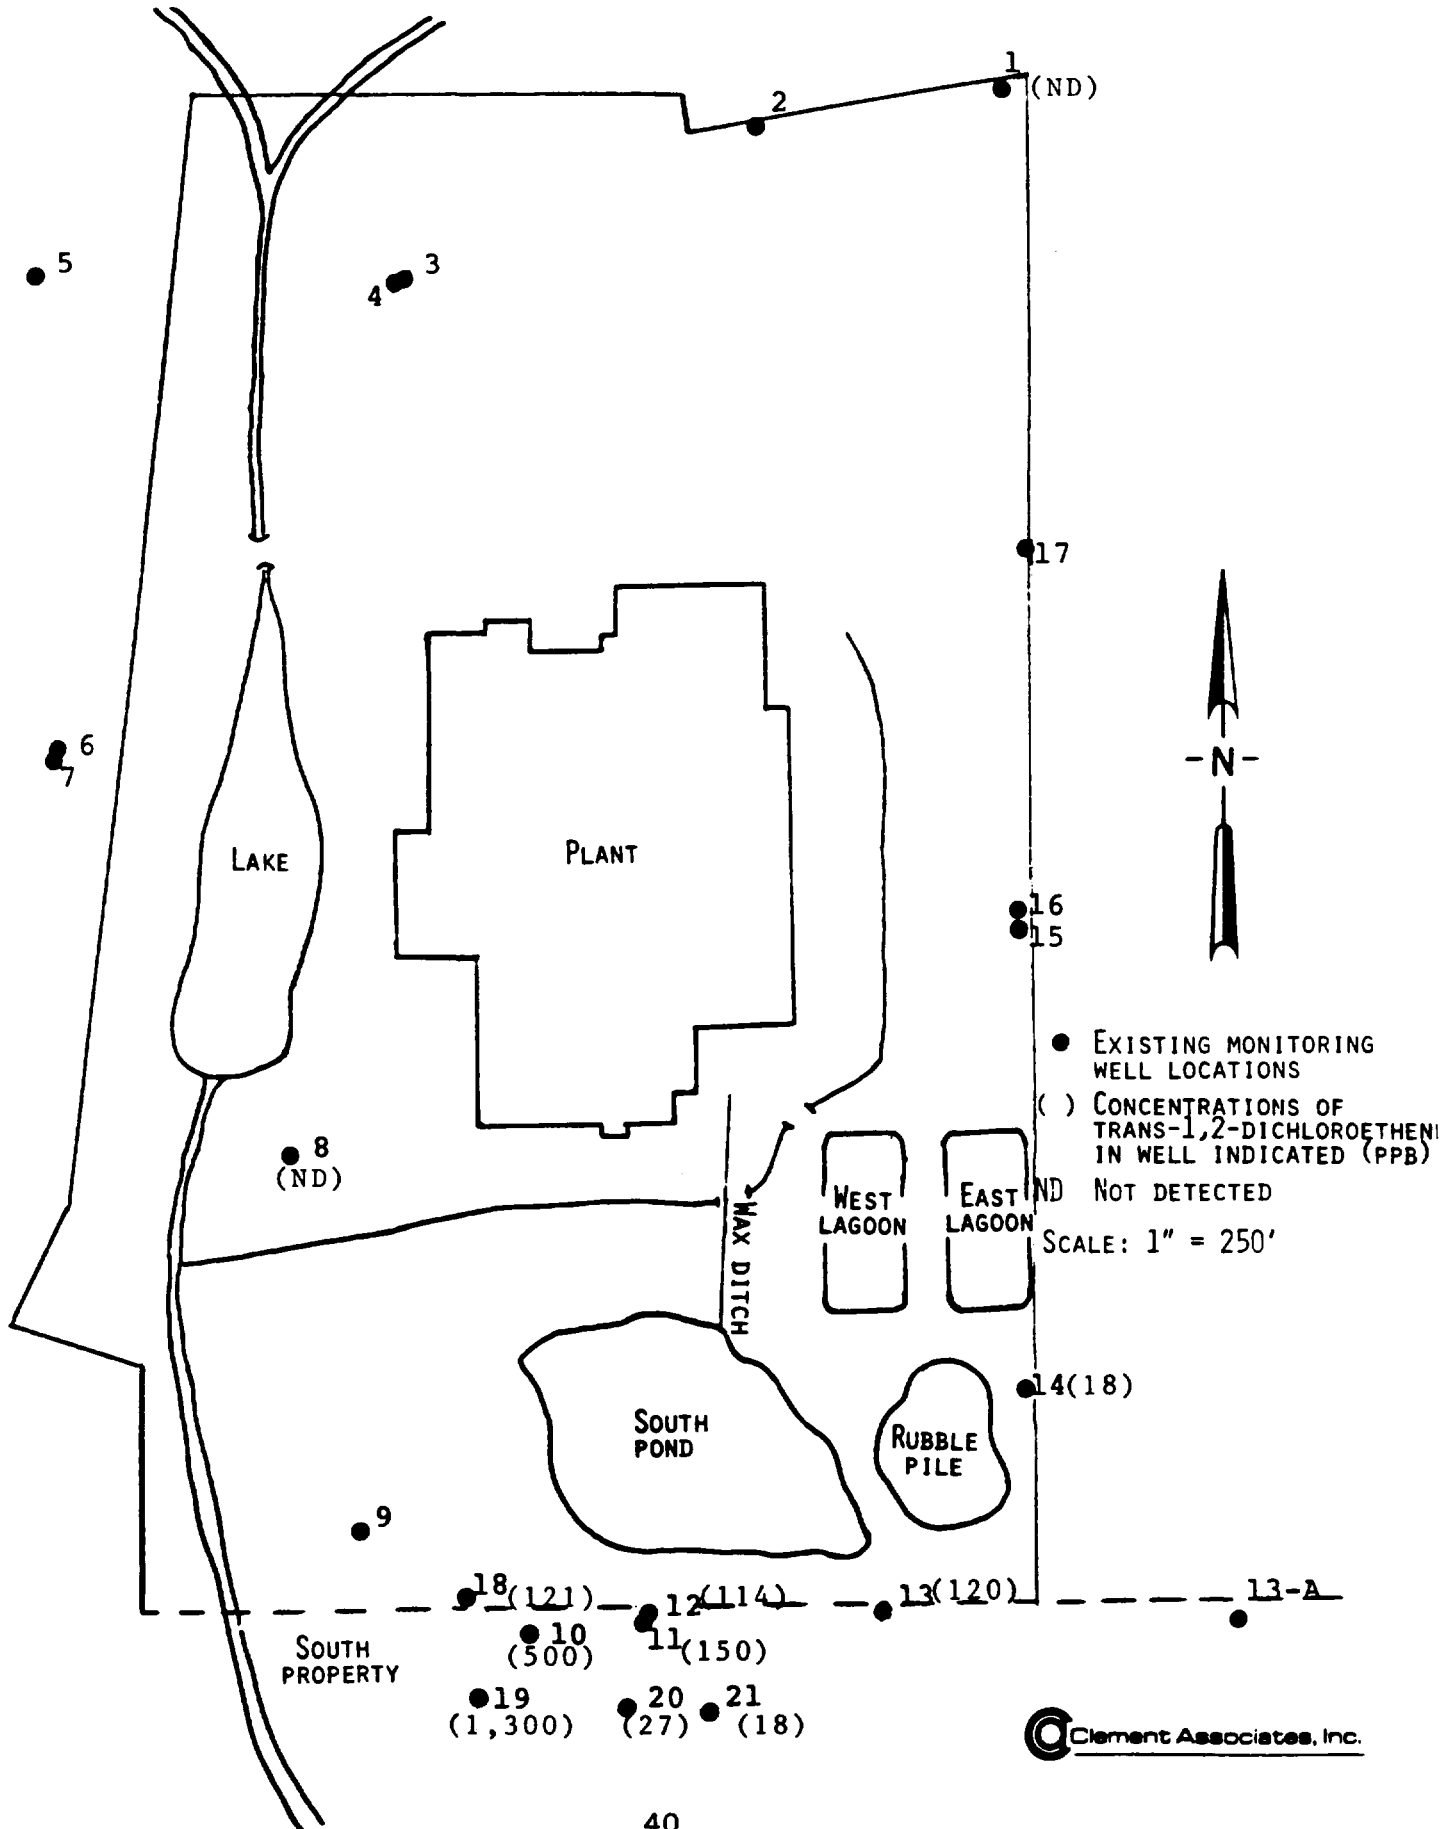 1
(ND)
2
5
3
4
17
6
7
LAKE
PLANT
-N-
16
15
EXISTING MONITORING
WELL LOCATIONS
( ) CONCENTRATIONS OF
TRANS-1,2-DICHLOROETHEN
IN WELL INDICATED (PPB)
ND NOT DETECTED
SCALE: 1" = 250'
8
(ND)
WAX DITCH
WEST
LAGOON
EAST
LAGOON
14(18)
SOUTH
POND
RUBBLE
PILE
9
18(121)
12(114)
13(120)
13-A
10
(500)
11(150)
SOUTH
PROPERTY
19
(1,300)
20
(27)
21
(18)
Clement Associates, Inc.
40